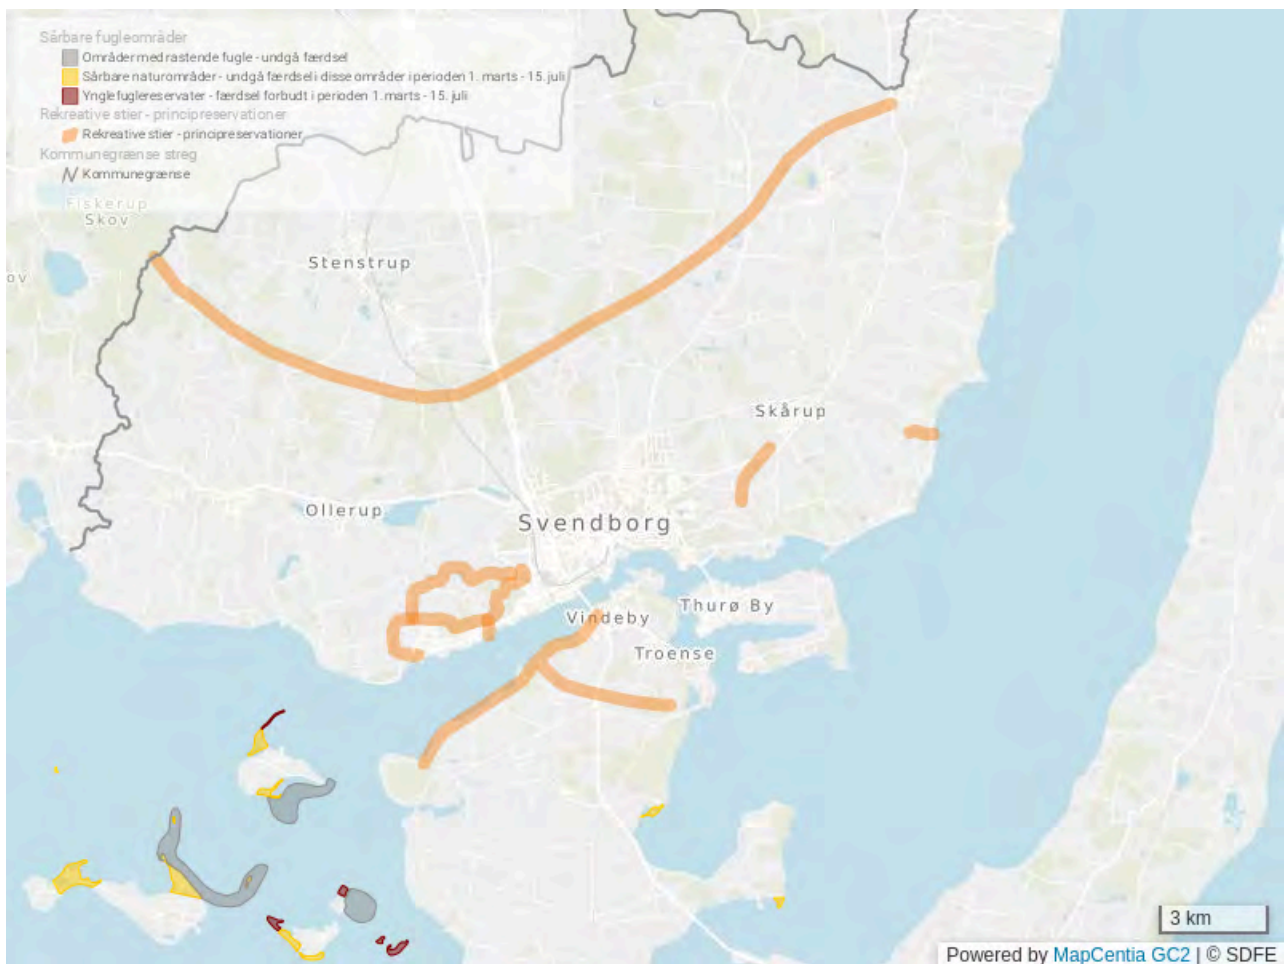 Sårbare fugleområder
Områder med rastende fugle - undgå færdsel
Sårbare naturområder - undgå færdsel i disse områder i perioden 1. marts - 15. juli
Ynglefuglereservater - færdsel forbudt i perioden 1. marts - 15. juli
Rekreative stier - principreservationer
Rekreative stier - principreservationer
Kommunegrænse streg
Kommunegrænse
Fiskerup
Skov
ov
Stenstrup
Skårup
Ollerup
Svendborg
Vindeby
Thurø By
Troense
3 km
Powered by MapCentia GC2 | © SDFE